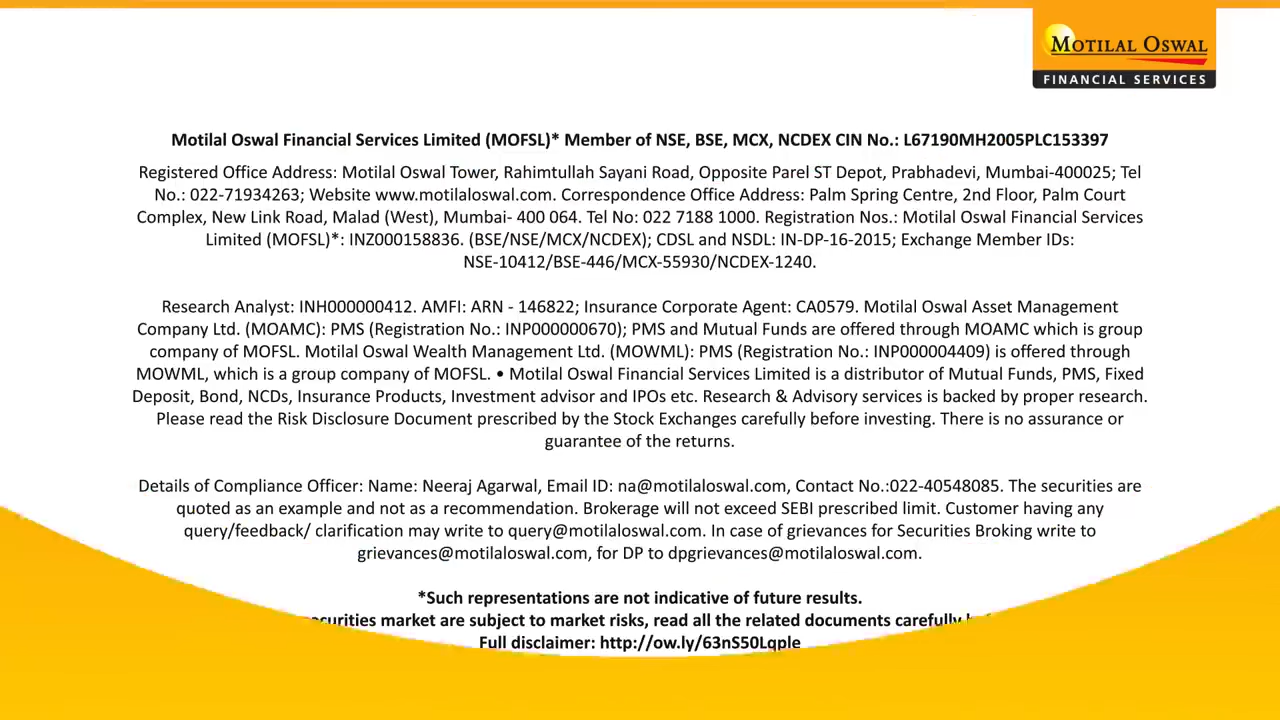 MOTILAL OSWAL
FINANCIAL SERVICES
Motilal Oswal Financial Services Limited (MOFSL)* Member of NSE, BSE, MCX, NCDEX CIN No.: L67190MH2005PLC153397
Registered Office Address: Motilal Oswal Tower, Rahimtullah Sayani Road, Opposite Parel ST Depot, Prabhadevi, Mumbai-400025; Tel
No.: 022-71934263; Website www.motilaloswal.com. Correspondence Office Address: Palm Spring Centre, 2nd Floor, Palm Court
Complex, New Link Road, Malad (West), Mumbai- 400 064. Tel No: 022 7188 1000. Registration Nos.: Motilal Oswal Financial Services
Limited (MOFSL)*: INZ000158836. (BSE/NSE/MCX/NCDEX); CDSL and NSDL: IN-DP-16-2015; Exchange Member IDs:
NSE-10412/BSE-446/MCX-55930/NCDEX-1240.
Research Analyst: INH000000412. AMFI: ARN - 146822; Insurance Corporate Agent: CA0579. Motilal Oswal Asset Management
Company Ltd. (MOAMC): PMS (Registration No.: INP000000670); PMS and Mutual Funds are offered through MOAMC which is group
company of MOFSL. Motilal Oswal Wealth Management Ltd. (MOWML): PMS (Registration No.: INP000004409) is offered through
MOWML, which is a group company of MOFSL. • Motilal Oswal Financial Services Limited is a distributor of Mutual Funds, PMS, Fixed
Deposit, Bond, NCDs, Insurance Products, Investment advisor and IPOs etc. Research & Advisory services is backed by proper research.
Please read the Risk Disclosure Document prescribed by the Stock Exchanges carefully before investing. There is no assurance or
guarantee of the returns.
Details of Compliance Officer: Name: Neeraj Agarwal, Email ID: na@motilaloswal.com, Contact No.:022-40548085. The securities are
quoted as an example and not as a recommendation. Brokerage will not exceed SEBI prescribed limit. Customer having any
query/feedback/ clarification may write to query@motilaloswal.com. In case of grievances for Securities Broking write to
grievances@motilaloswal.com, for DP to dpgrievances@motilaloswal.com.
*Such representations are not indicative of future results.
securities market are subject to market risks, read all the related documents carefully
Full disclaimer: http://ow.ly/63nS50Lqple